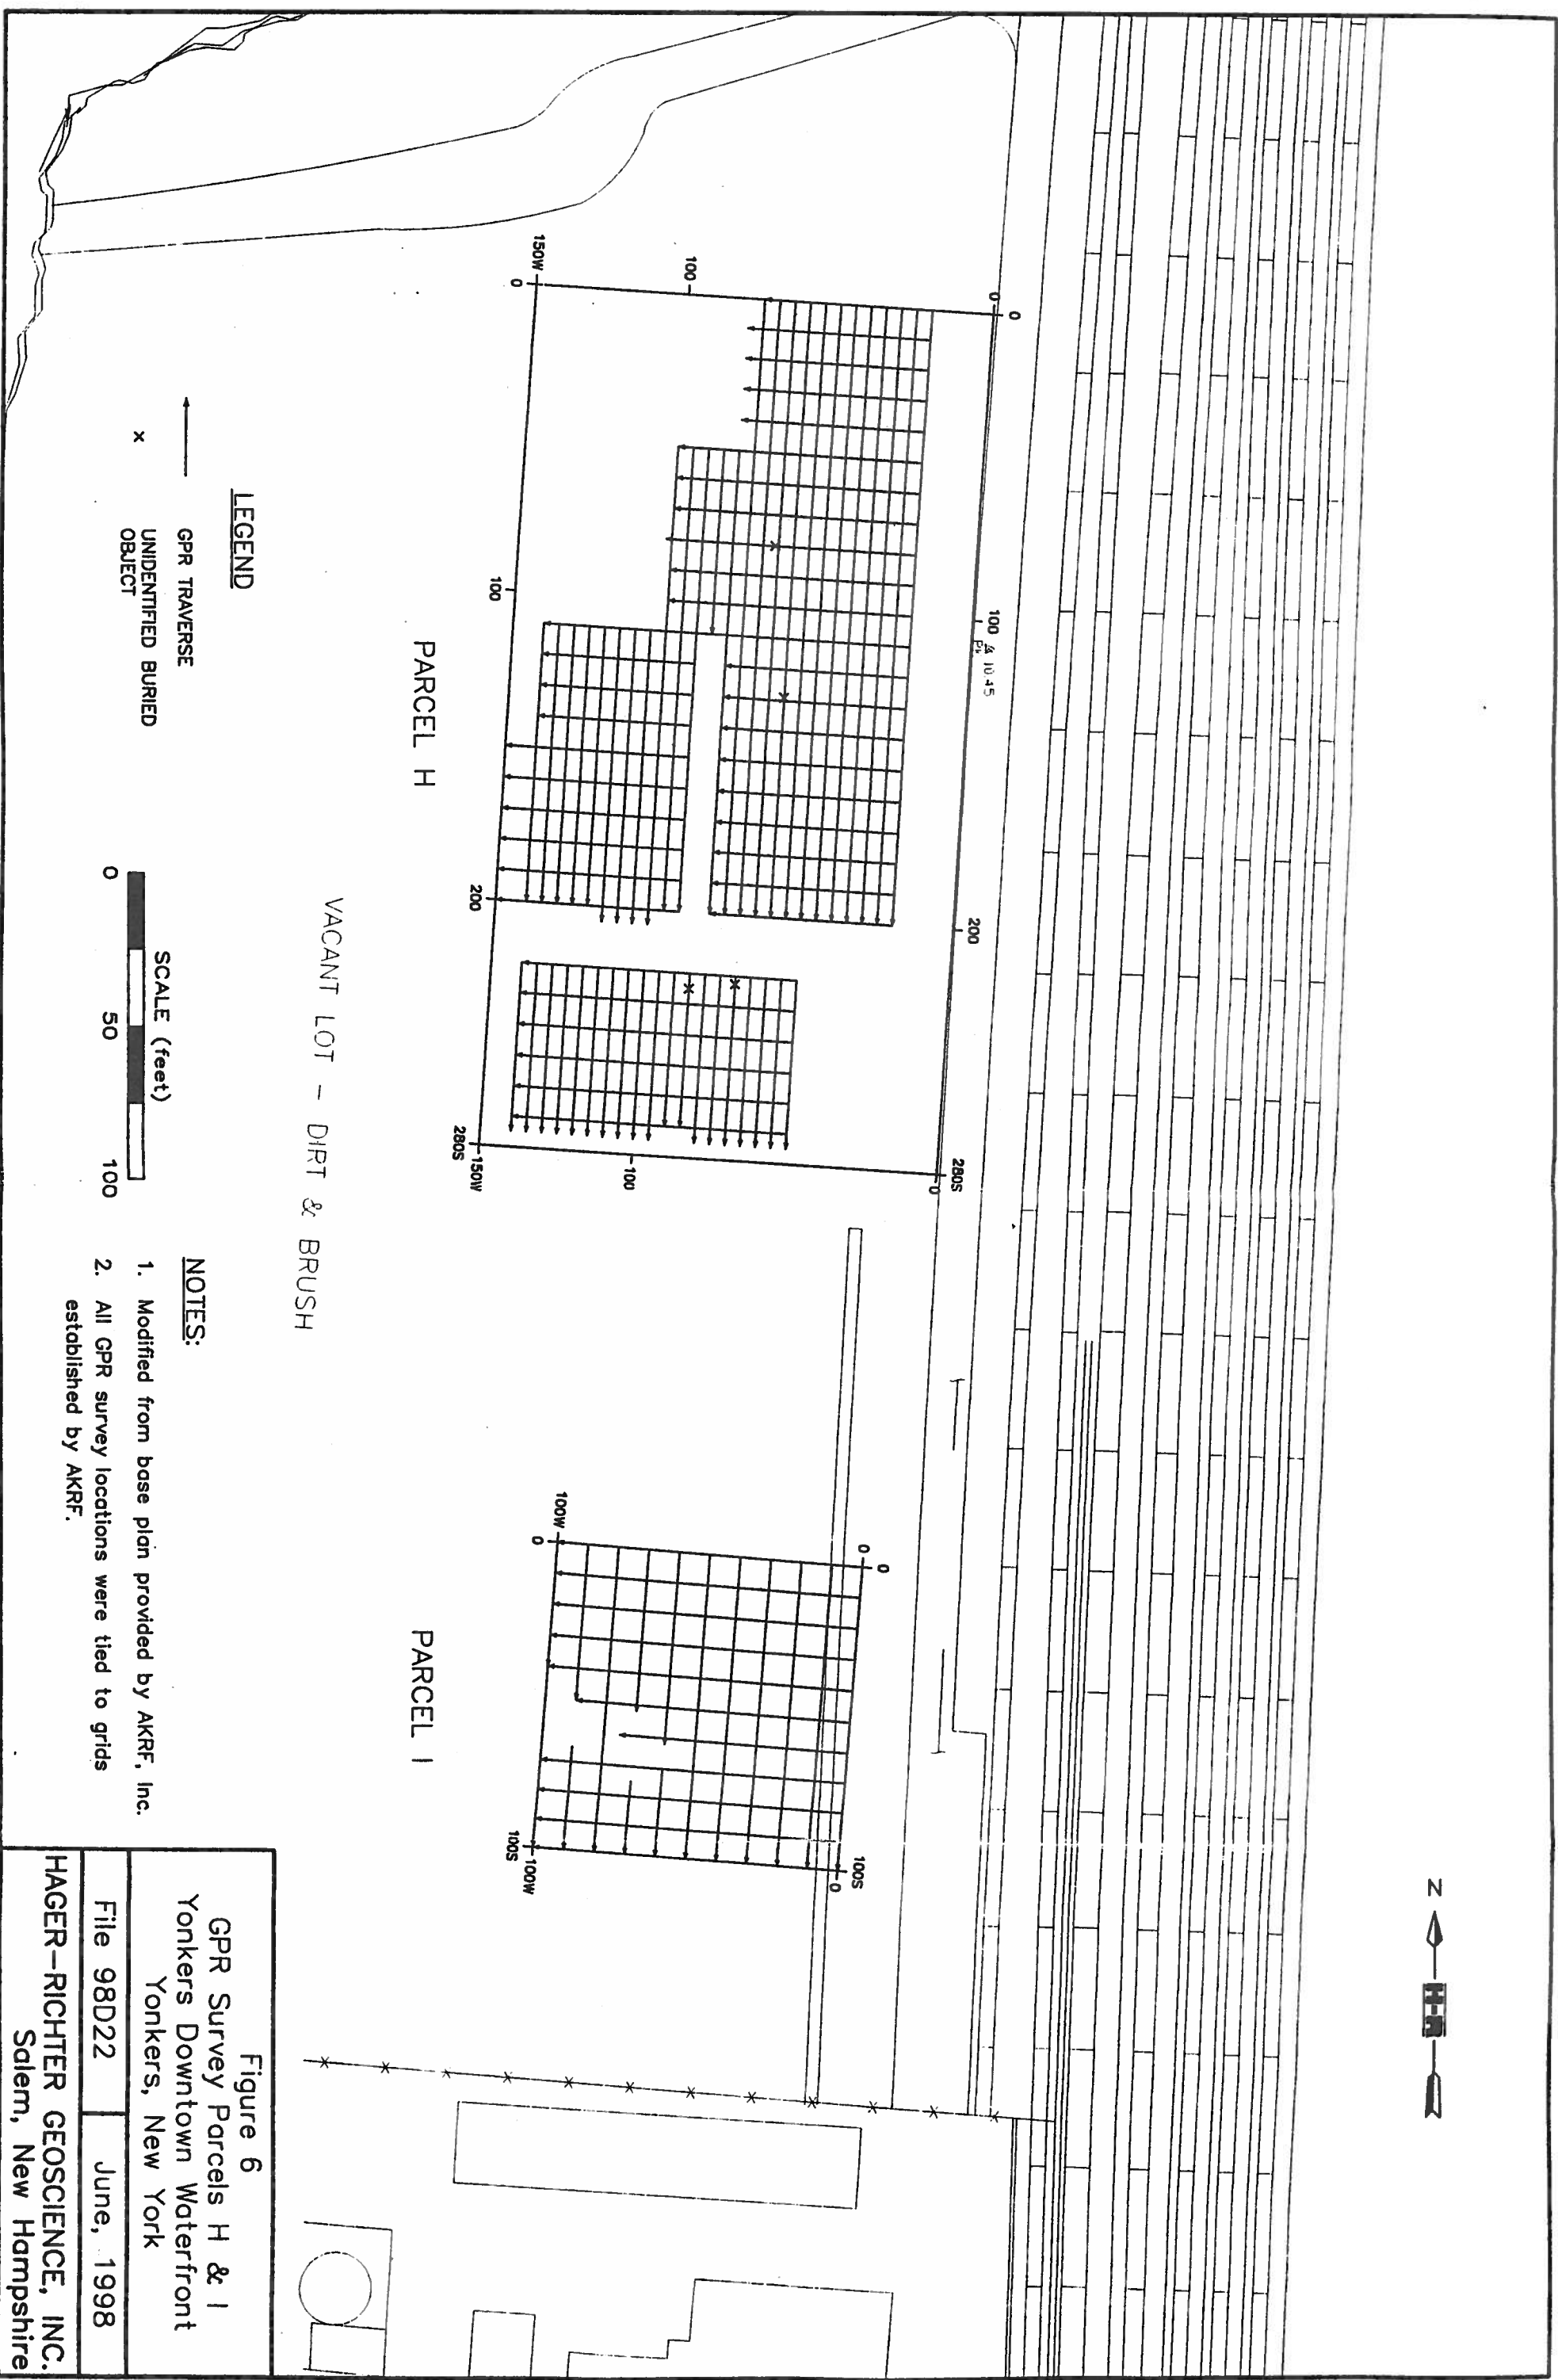 N
H-R
0
0
100
150W
0
100
200
280S
0
100
200
280S
150W
100
0
10.45
PARCEL H
VACANT LOT - DIRT & BRUSH
0
0
100W
0
100S
0
100S
100W
PARCEL I
LEGEND
GPR TRAVERSE
x UNIDENTIFIED BURIED
OBJECT
SCALE (feet)
0 50 100
NOTES:
1. Modified from base plan provided by AKRF, Inc.
2. All GPR survey locations were tied to grids
established by AKRF.
Figure 6
GPR Survey Parcels H & I
Yonkers Downtown Waterfront
Yonkers, New York
File 98D22 June, 1998
HAGER-RICHTER GEOSCIENCE, INC.
Salem, New Hampshire